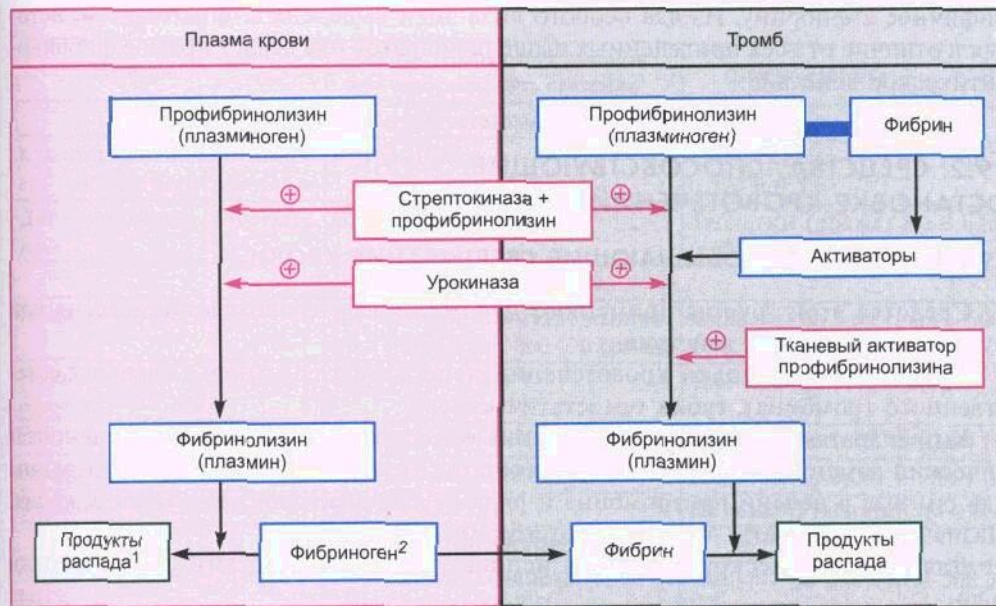 Плазма крови
Тромб
Профибринолизин
(плазминоген)
Профибринолизин
(плазминоген)
Фибрин
⊕
Стрептокиназа +
профибринолизин
⊕
Активаторы
⊕
Урокиназа
⊕
⊕
Тканевый активатор
профибринолизина
Фибринолизин
(плазмин)
Фибринолизин
(плазмин)
Продукты
распада¹
Фибриноген²
Фибрин
Продукты
распада